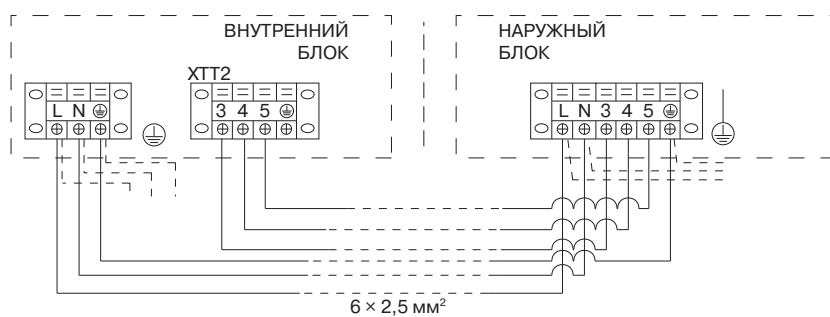 ВНУТРЕННИЙ
БЛОК
НАРУЖНЫЙ
БЛОК
XTT2
L N
3 4 5
L N 3 4 5
6 × 2,5 мм²